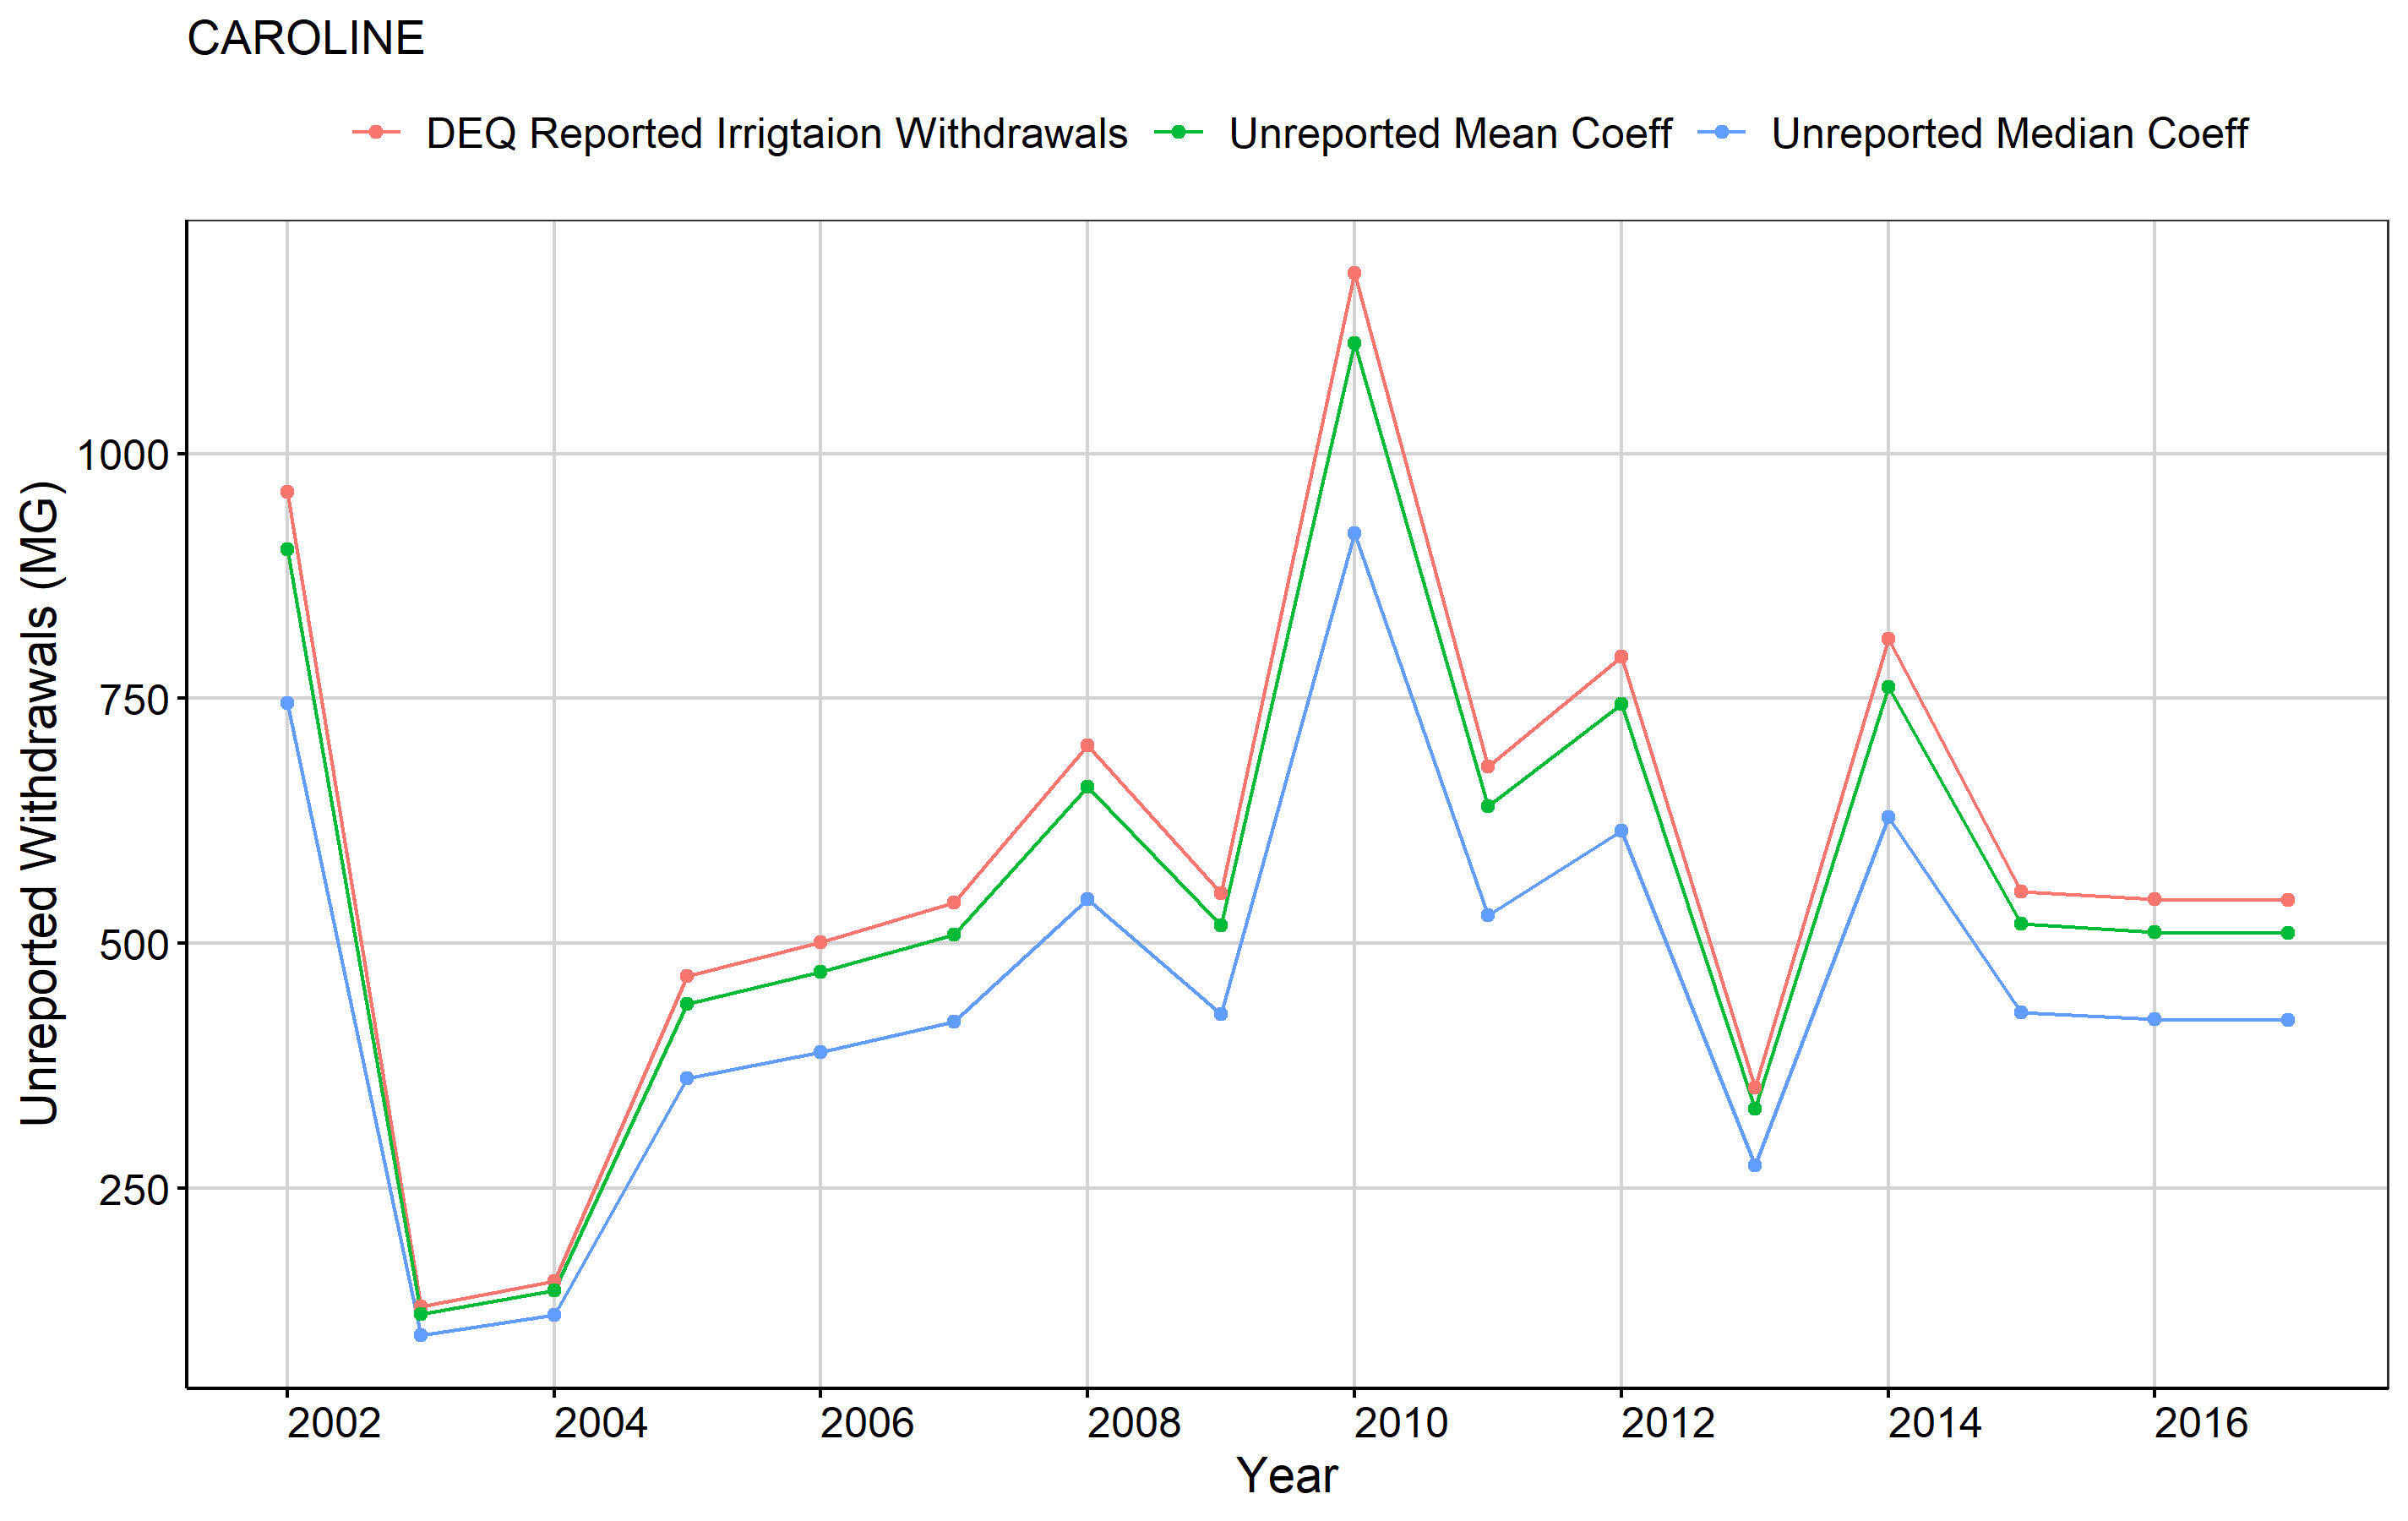 CAROLINE
DEQ Reported Irrigtaion Withdrawals Unreported Mean Coeff Unreported Median Coeff
Unreported Withdrawals (MG)
1000
750
500
250
2002 2004 2006 2008 2010 2012 2014 2016
Year